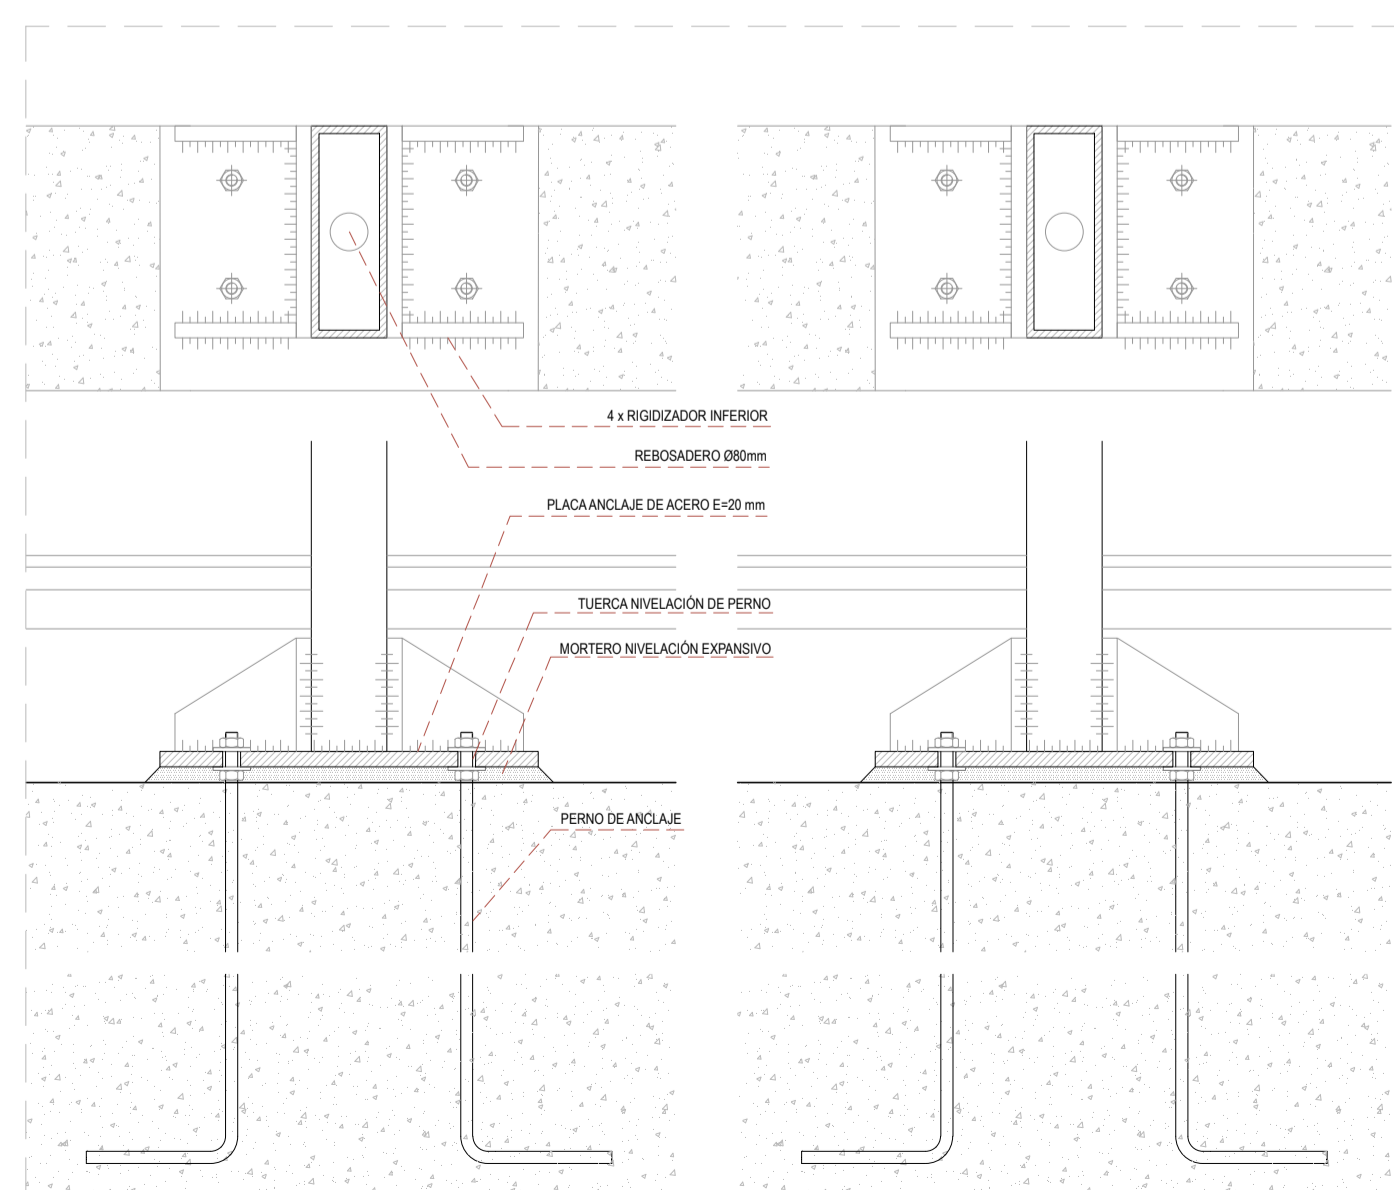 4 x RIGIDIZADOR INFERIOR
REBOSADERO Ø80mm
PLACA ANCLAJE DE ACERO E=20 mm
TUERCA NIVELACIÓN DE PERNO
MORTERO NIVELACIÓN EXPANSIVO
PERNO DE ANCLAJE